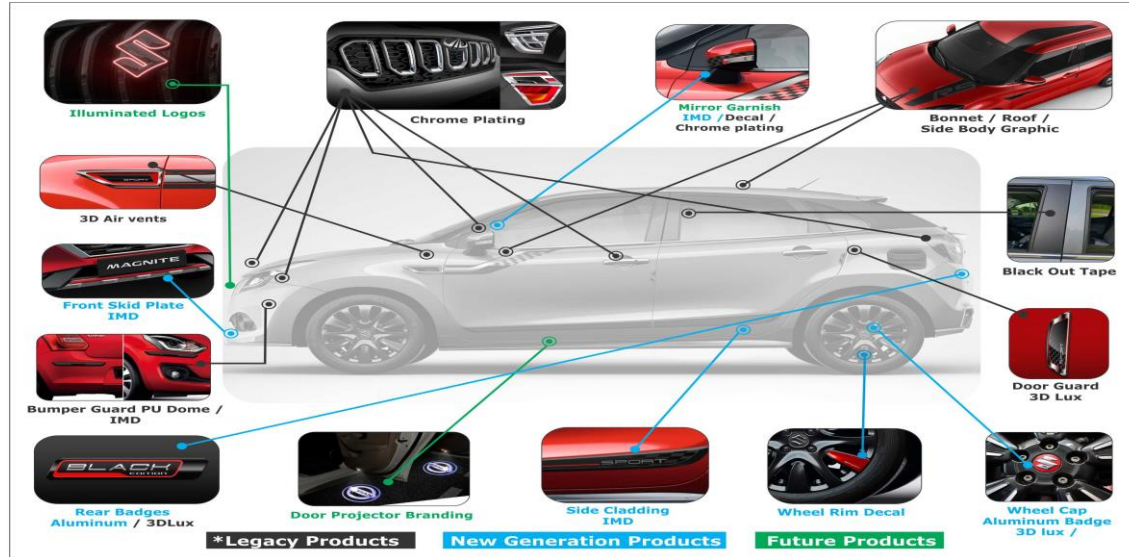 Illuminated Logos
Chrome Plating
Mirror Garnish
IMD /Decal /
Chrome plating
Bonnet / Roof /
Side Body Graphic
SPORT
3D Air vents
MAGNITE
Front Skid Plate
IMD
Black Out Tape
Bumper Guard PU Dome /
IMD
Door Guard
3D Lux
BLACK
EDITION
Rear Badges
Aluminum / 3DLux
Door Projector Branding
SPORT
Side Cladding
IMD
Wheel Rim Decal
Wheel Cap
Aluminum Badge
3D lux /
*Legacy Products
New Generation Products
Future Products